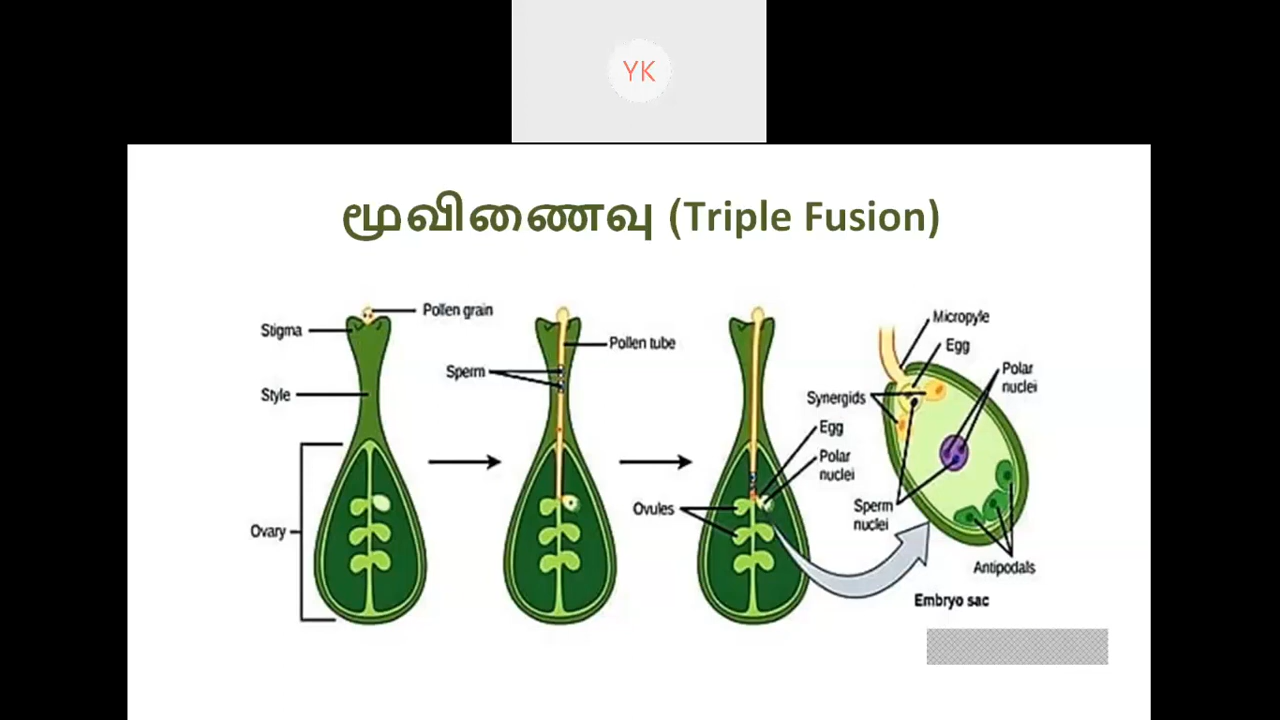 YK
மூவிணைவு (Triple Fusion)
Pollen grain
Stigma
Style
Ovary
Pollen tube
Sperm
Egg
Polar
nuclei
Ovules
Micropyle
Egg
Polar
nuclei
Synergids
Sperm
nuclei
Antipodals
Embryo sac